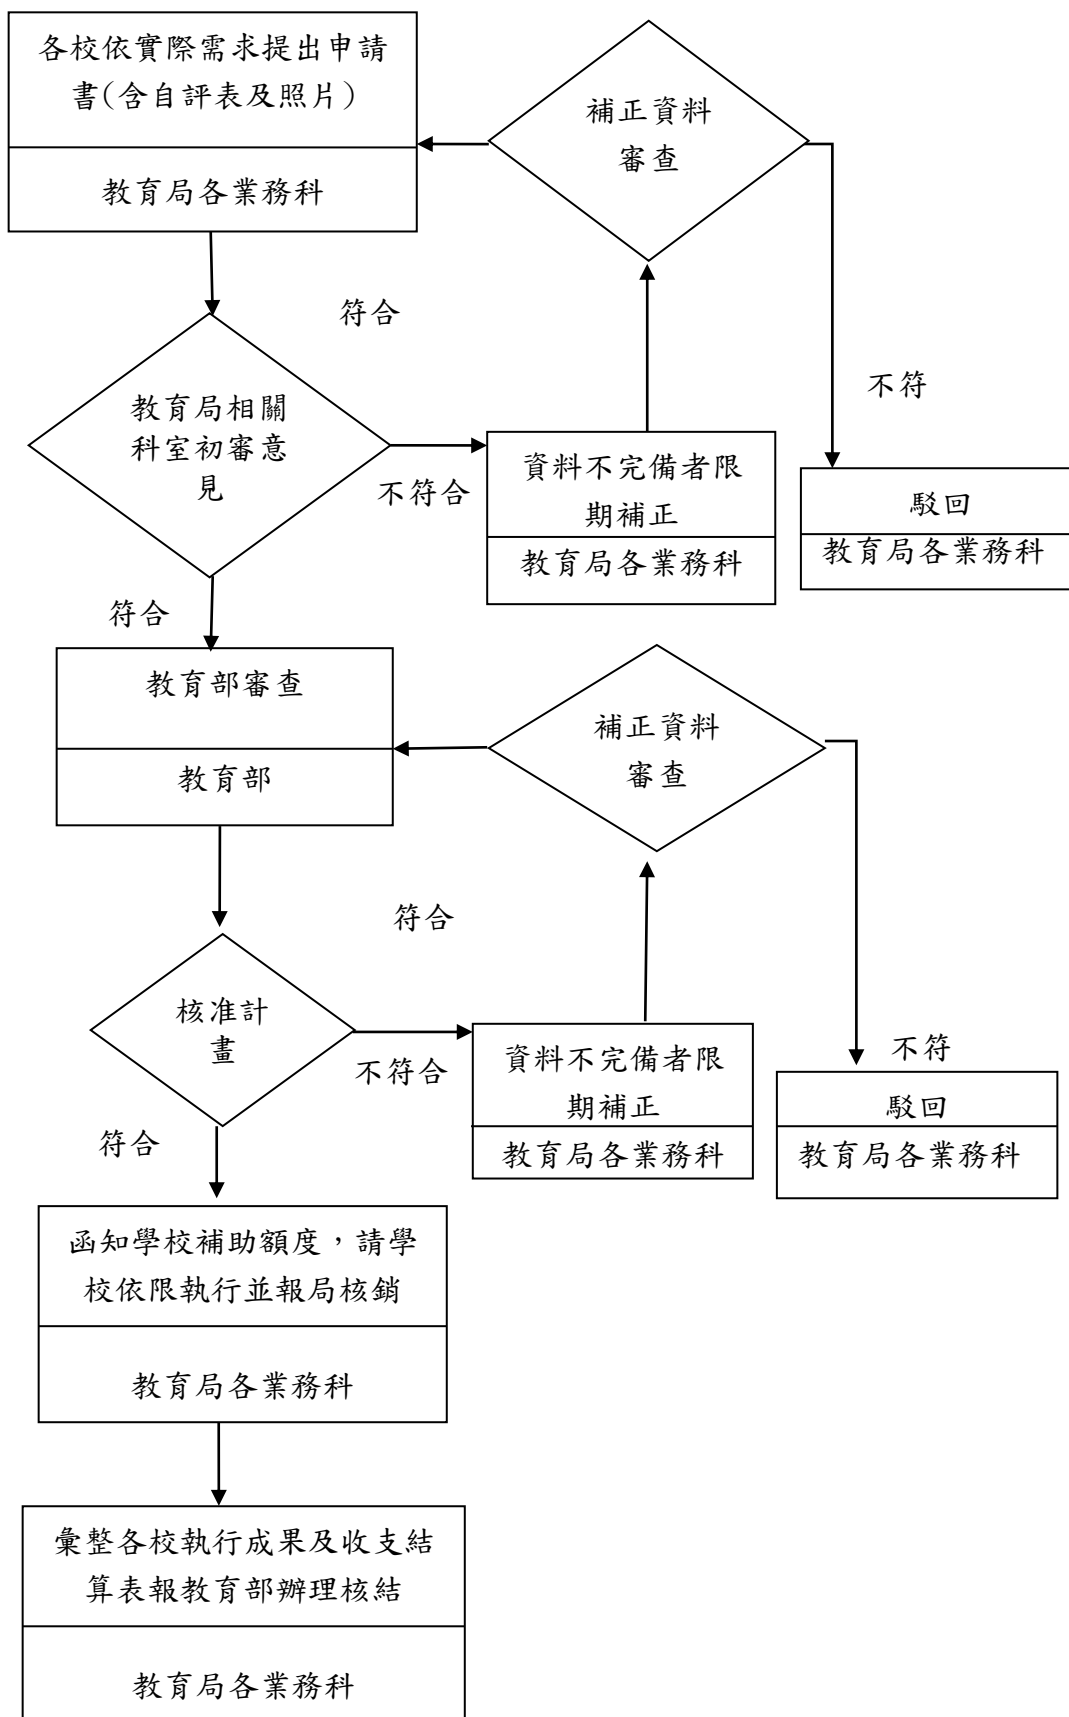 各校依實際需求提出申請
書(含自評表及照片)
教育局各業務科
補正資料
審查
符合
不符
教育局相關
科室初審意
見
不符合
資料不完備者限
期補正
教育局各業務科
駁回
教育局各業務科
符合
教育部審查
教育部
補正資料
審查
符合
核准計
畫
不符合
資料不完備者限
期補正
教育局各業務科
不符
駁回
教育局各業務科
符合
函知學校補助額度，請學
校依限執行並報局核銷
教育局各業務科
彙整各校執行成果及收支結
算表報教育部辦理核結
教育局各業務科